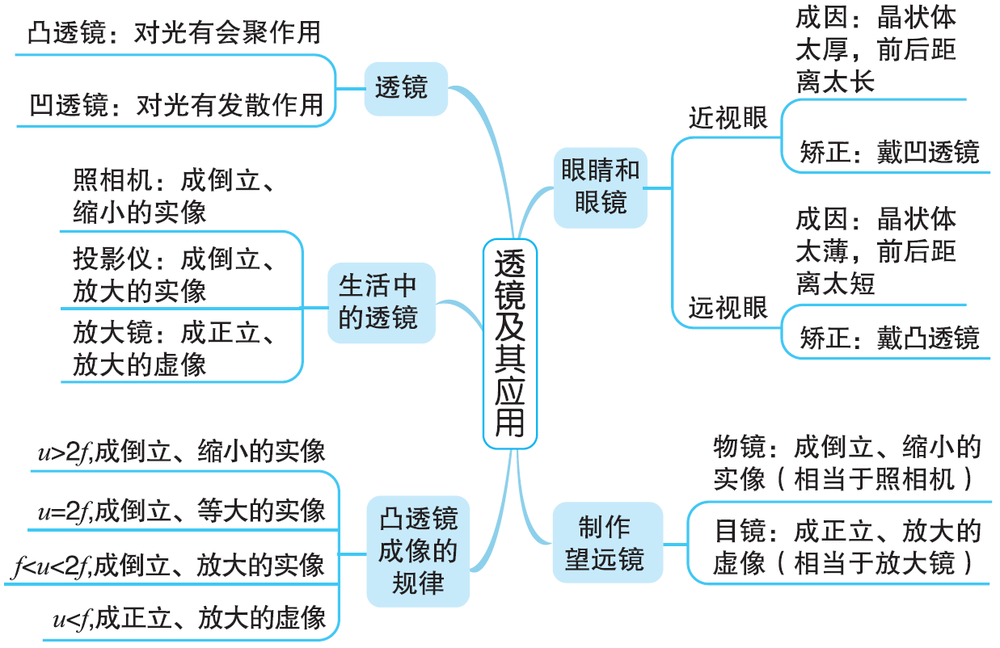 透镜及其应用
透镜
凸透镜：对光有会聚作用
凹透镜：对光有发散作用
生活中
的透镜
照相机：成倒立、
缩小的实像
投影仪：成倒立、
放大的实像
放大镜：成正立、
放大的虚像
凸透镜
成像的
规律
u>2f,成倒立、缩小的实像
u=2f,成倒立、等大的实像
f<u<2f,成倒立、放大的实像
u<f,成正立、放大的虚像
眼睛和
眼镜
近视眼
成因：晶状体
太厚，前后距
离太长
矫正：戴凹透镜
远视眼
成因：晶状体
太薄，前后距
离太短
矫正：戴凸透镜
制作
望远镜
物镜：成倒立、缩小的
实像（相当于照相机）
目镜：成正立、放大的
虚像（相当于放大镜）